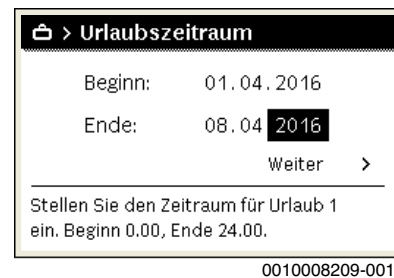 > Urlaubszeitraum
Beginn: 01.04.2016
Ende: 08.04 2016
Weiter >
Stellen Sie den Zeitraum für Urlaub 1
ein. Beginn 0.00, Ende 24.00.
0010008209-001